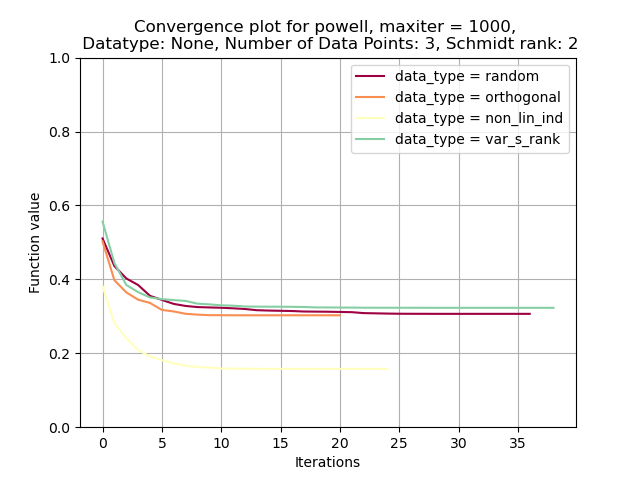 Convergence plot for powell, maxiter = 1000,
Datatype: None, Number of Data Points: 3, Schmidt rank: 2
data_type = random
data_type = orthogonal
data_type = non_lin_ind
data_type = var_s_rank
Function value
1.0
0.8
0.6
0.4
0.2
0.0
0 5 10 15 20 25 30 35
Iterations